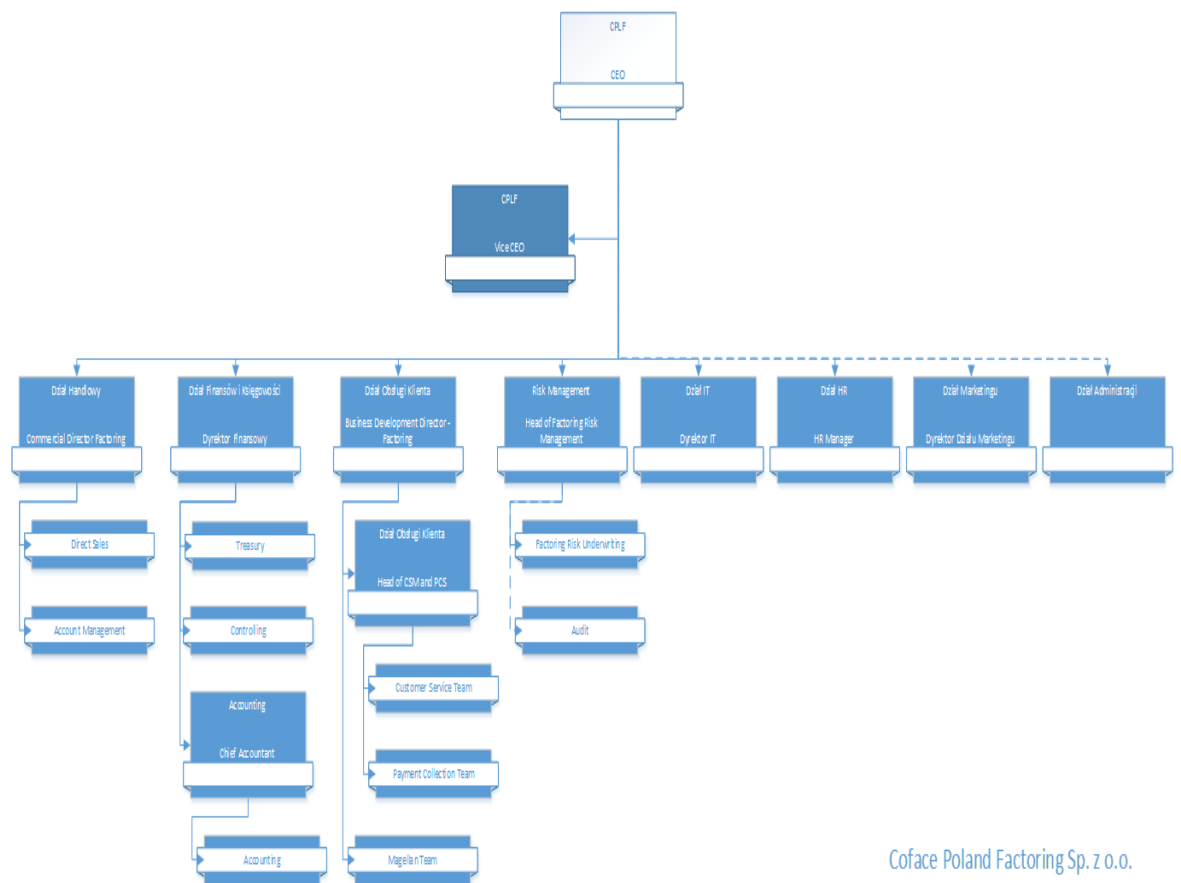 CPLF
CEO
CPLF
Vice CEO
Dział Handlowy
Commercial Director Factoring
Dział Finansów i Księgowości
Dyrektor Finansowy
Dział Obsługi Klienta
Business Development Director -
Factoring
Risk Management
Head of Factoring Risk
Management
Dział IT
Dyrektor IT
Dział HR
HR Manager
Dział Marketingu
Dyrektor Działu Marketingu
Dział Administracji
Direct Sales
Account Management
Treasury
Controlling
Accounting
Chief Accountant
Accounting
Dział Obsługi Klienta
Head of CSM and PCS
Customer Service Team
Payment Collection Team
Magellan Team
Factoring Risk Underwriting
Audit
Coface Poland Factoring Sp. z o.o.